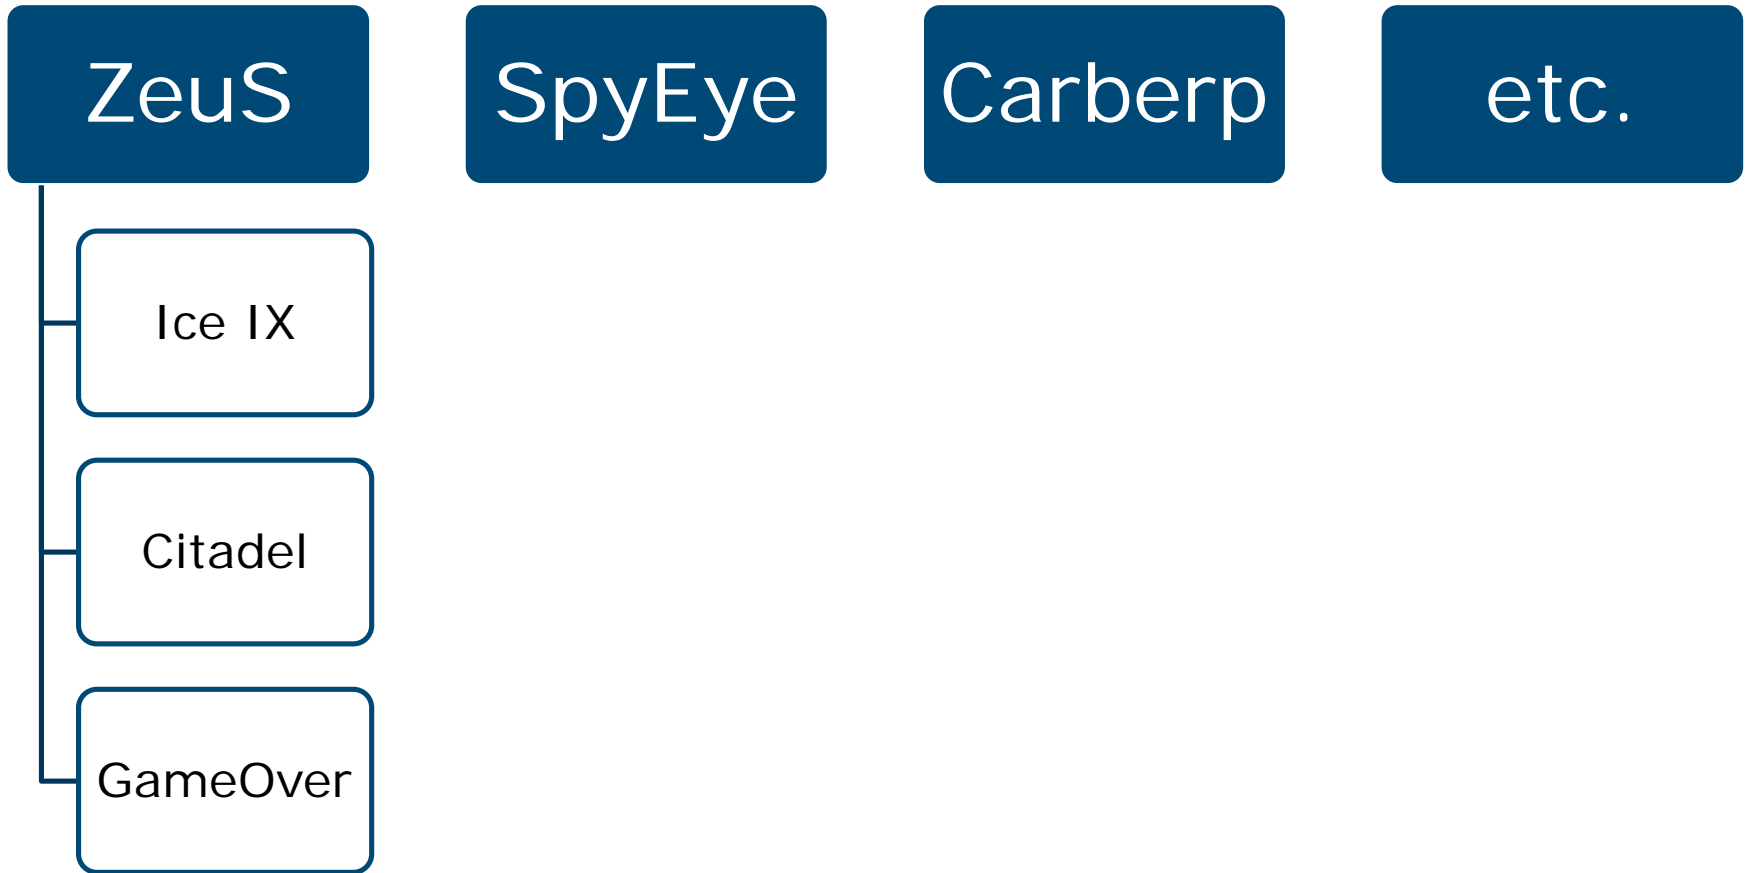 ZeuS
SpyEye
Carberp
etc.
Ice IX
Citadel
GameOver